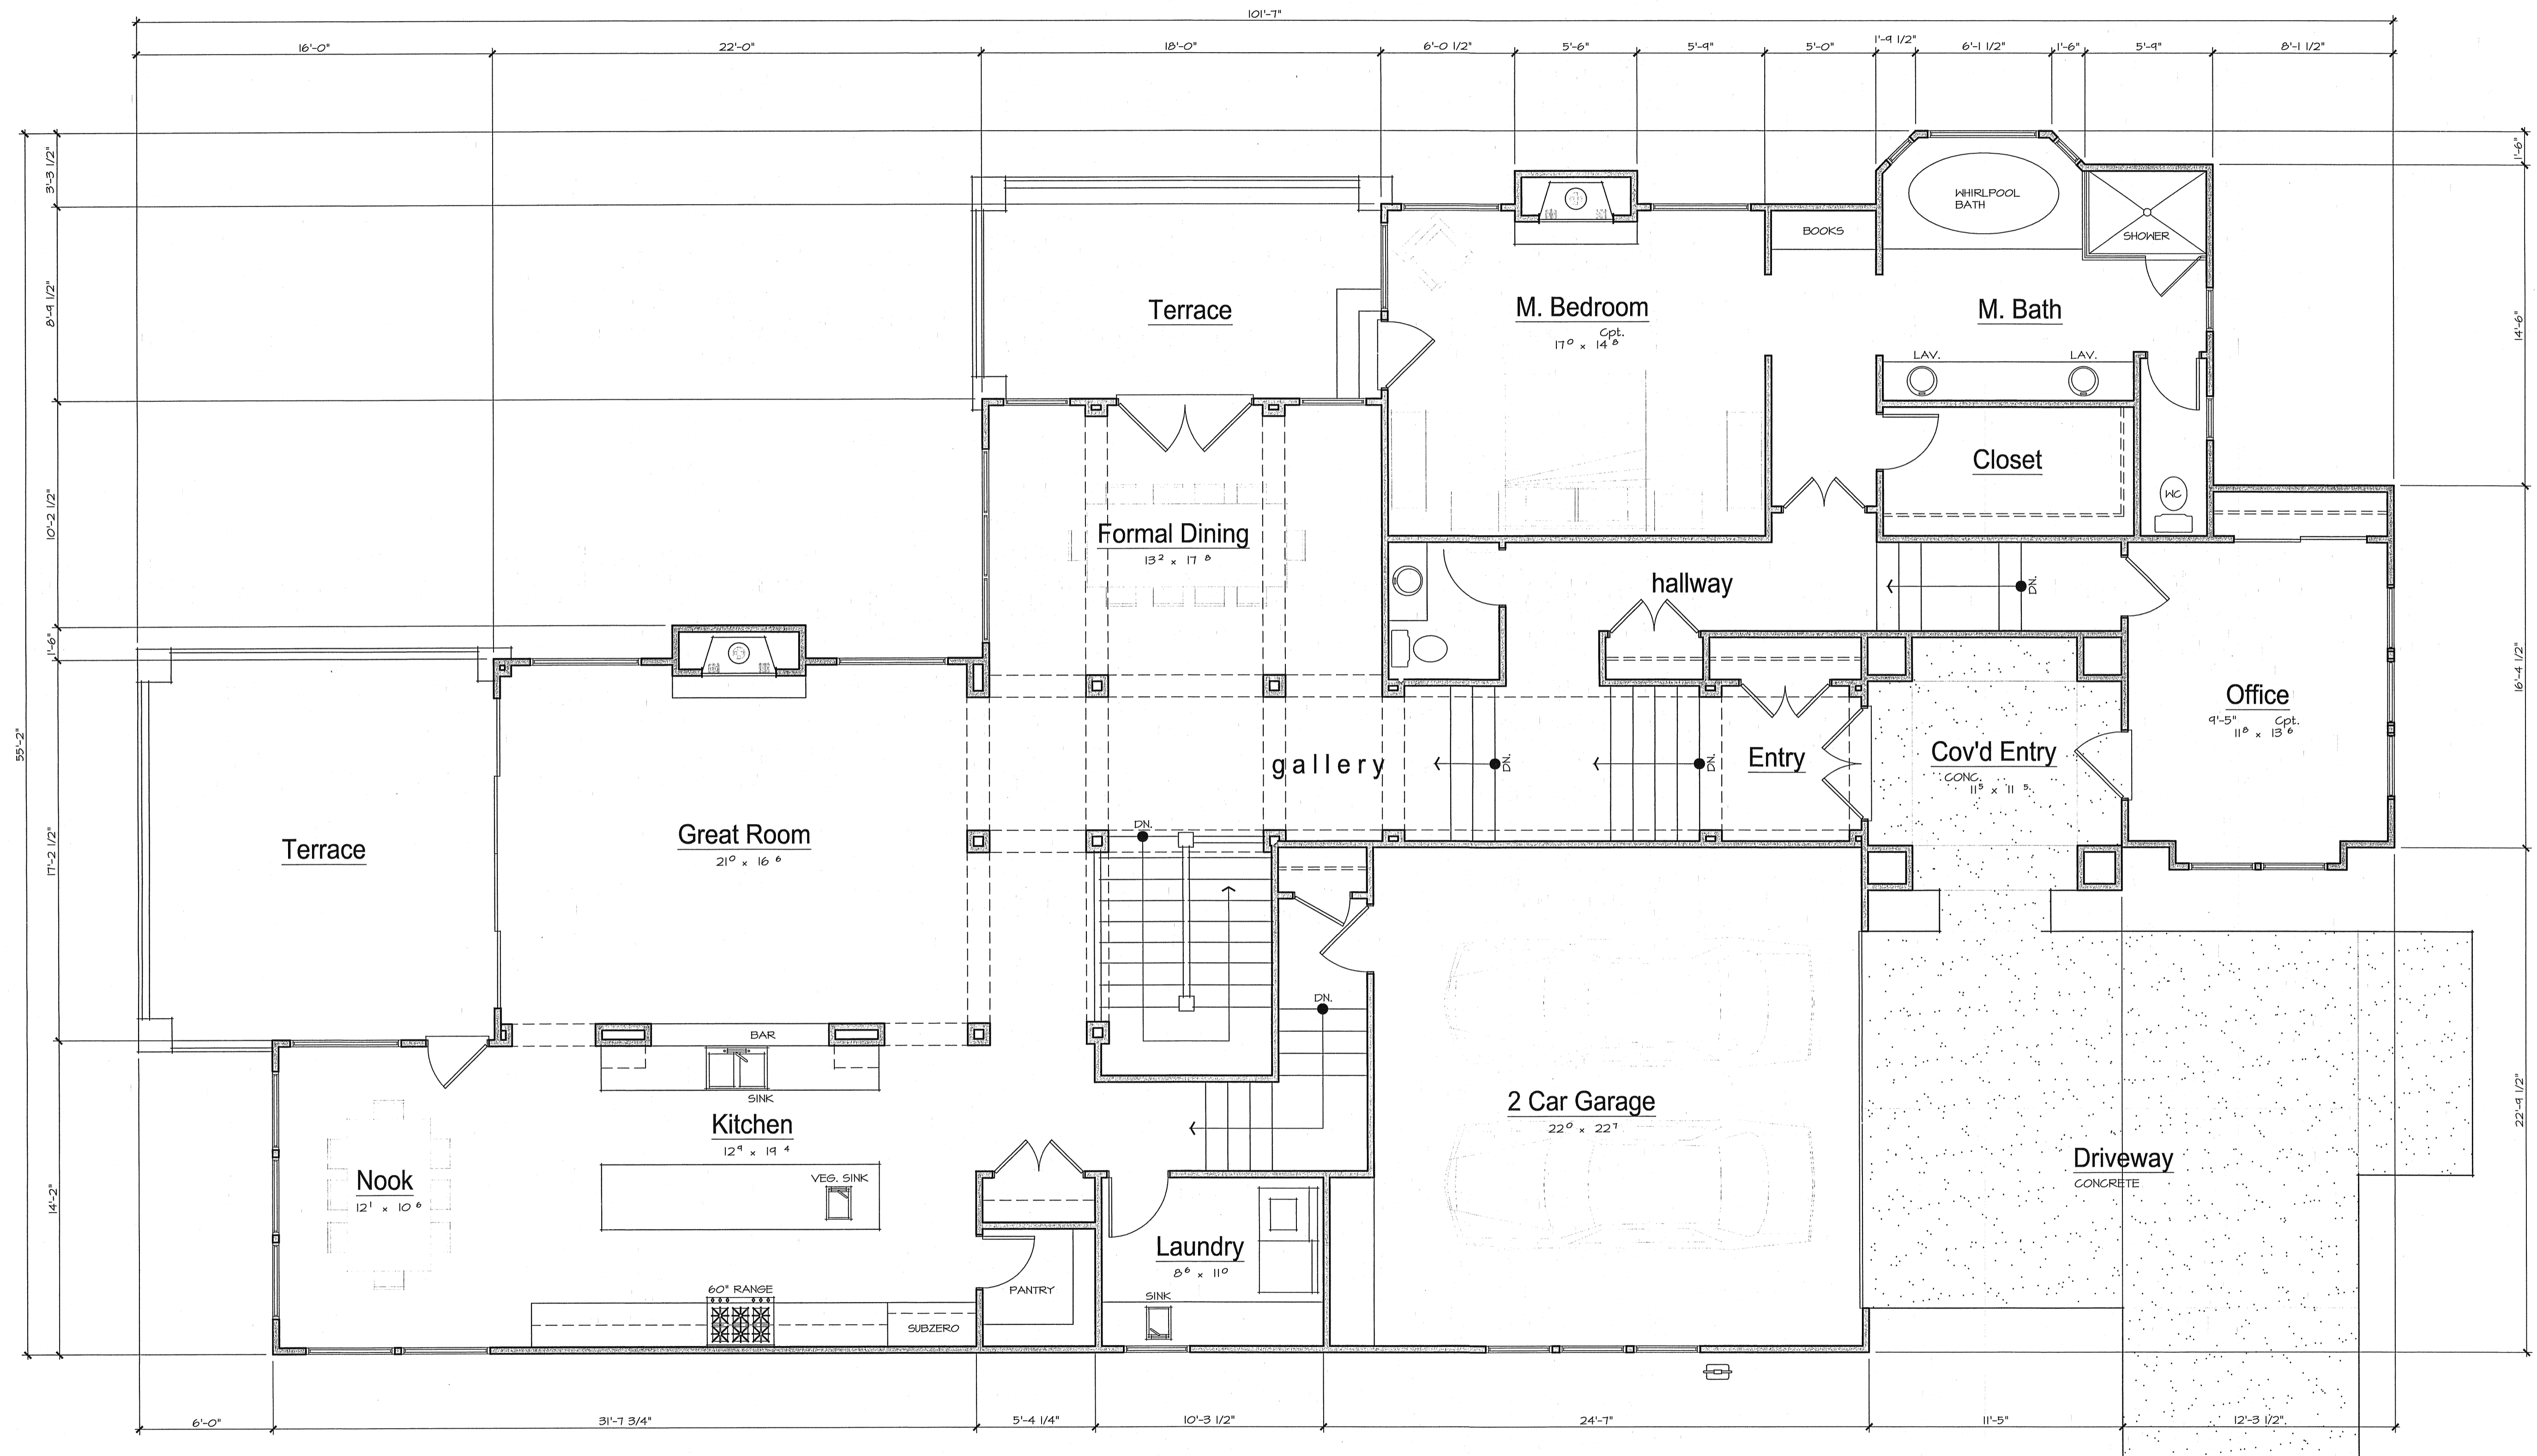 101'-7"
16'-0" 22'-0" 18'-0" 6'-0 1/2" 5'-6" 5'-9" 5'-0" 1'-9 1/2" 6'-1 1/2" 1'-6" 5'-9" 8'-1 1/2"
3'-3 1/2"
8'-9 1/2"
10'-2 1/2"
1'-6"
17'-2 1/2"
14'-2"
55'-2"
1'-6"
14'-6"
16'-4 1/2"
22'-9 1/2"
WHIRLPOOL
BATH
SHOWER
BOOKS
Terrace
M. Bedroom
Cpt.
17⁰ x 14⁸
M. Bath
LAV. LAV.
Closet
WC
Formal Dining
13² x 17⁸
hallway
DN.
Office
9'-5" Cpt.
11⁸ x 13⁶
Cov'd Entry
CONC.
11⁵ x 11⁵
Entry
DN.
DN.
gallery
Great Room
21⁰ x 16⁶
Terrace
DN.
DN.
BAR
SINK
Kitchen
12⁹ x 19⁴
VEG. SINK
Nook
12¹ x 10⁶
60" RANGE
SUBZERO
PANTRY
Laundry
8⁶ x 11⁰
SINK
2 Car Garage
22⁰ x 22⁷
Driveway
CONCRETE
6'-0" 31'-7 3/4" 5'-4 1/4" 10'-3 1/2" 24'-7" 11'-5" 12'-3 1/2"